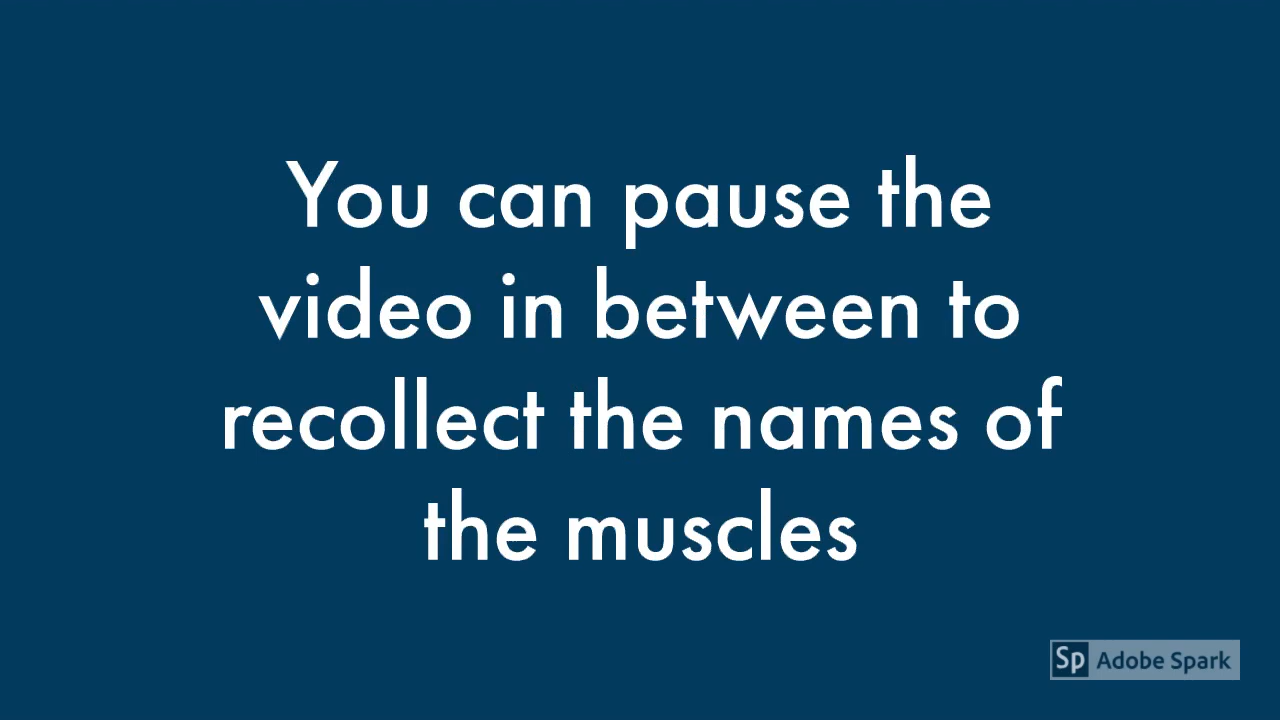 You can pause the
video in between to
recollect the names of
the muscles
Sp Adobe Spark